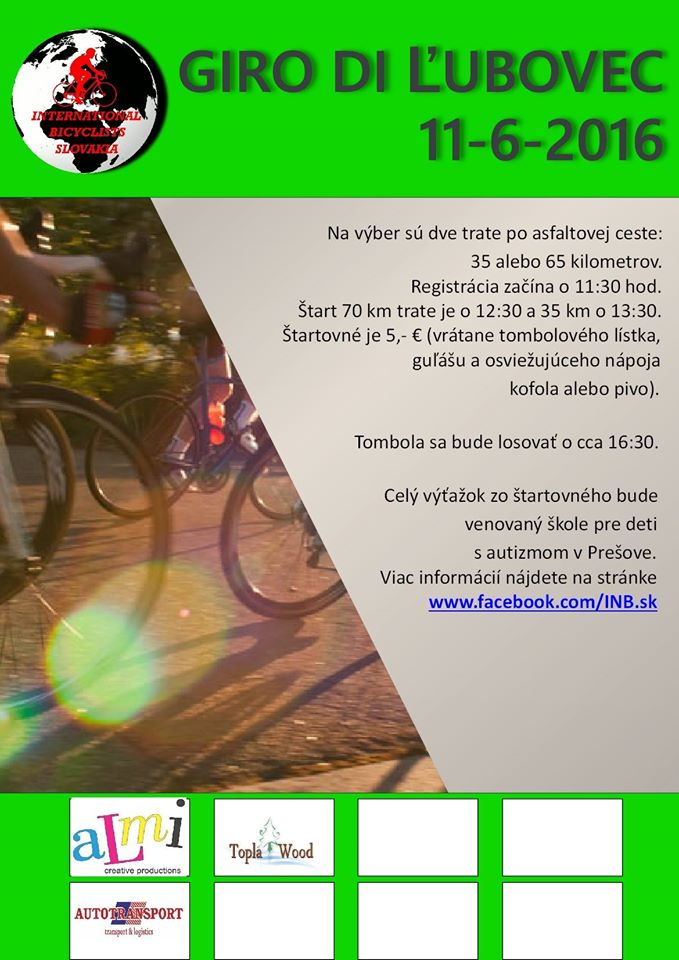 INTERNATIONAL
BICYCLISTS
SLOVAKIA
GIRO DI ĽUBOVEC
11-6-2016
Na výber sú dve trate po asfaltovej ceste:
35 alebo 65 kilometrov.
Registrácia začína o 11:30 hod.
Štart 70 km trate je o 12:30 a 35 km o 13:30.
Štartovné je 5,- € (vrátane tombolového lístka,
guľášu a osviežujúceho nápoja
kofola alebo pivo).
Tombola sa bude losovať o cca 16:30.
Celý výťažok zo štartovného bude
venovaný škole pre deti
s autizmom v Prešove.
Viac informácií nájdete na stránke
www.facebook.com/INB.sk
aLmi
creative productions
Topla Wood
AUTOTRANSPORT
transport & logistics